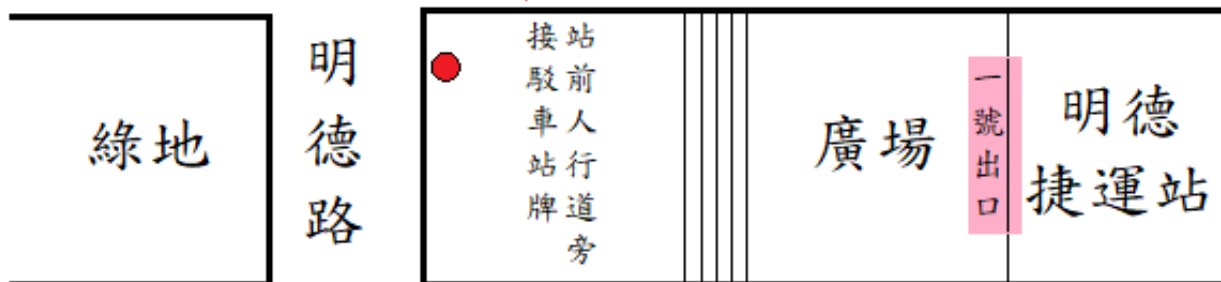 綠地
明德路
站前人行道旁
接駁車站牌
廣場
一號出口
明德
捷運站